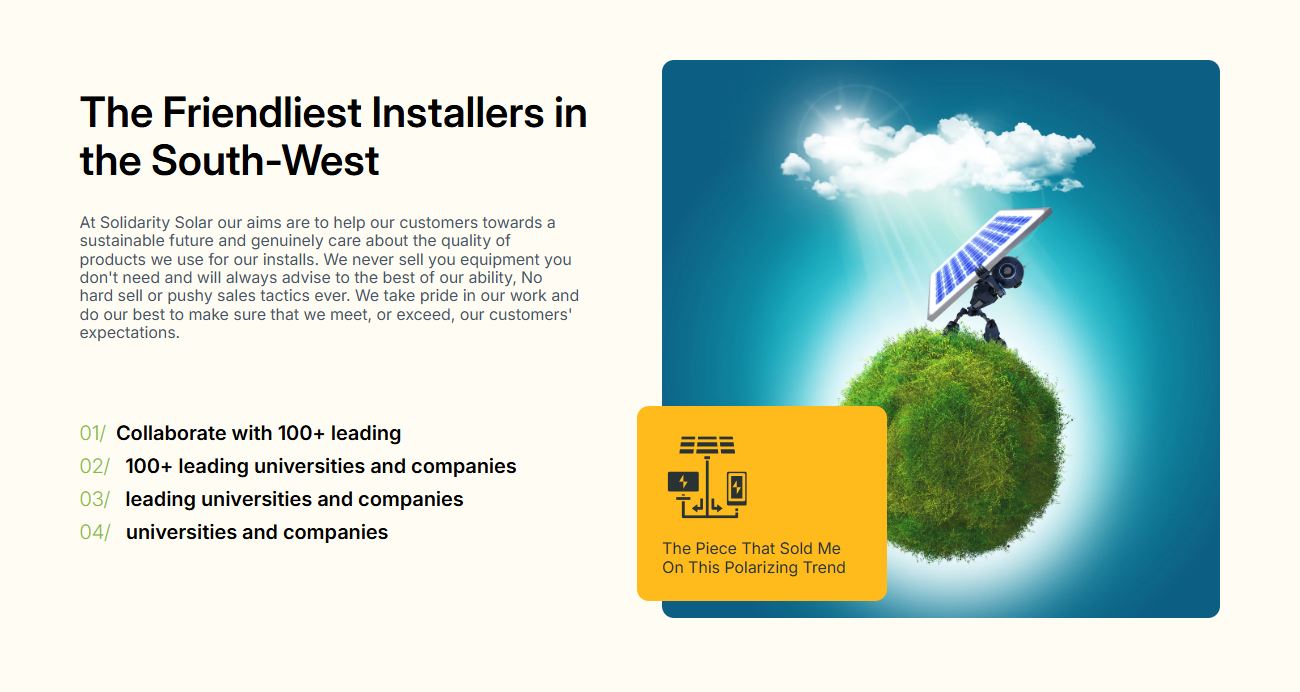 The Friendliest Installers in
the South-West
At Solidarity Solar our aims are to help our customers towards a
sustainable future and genuinely care about the quality of
products we use for our installs. We never sell you equipment you
don't need and will always advise to the best of our ability, No
hard sell or pushy sales tactics ever. We take pride in our work and
do our best to make sure that we meet, or exceed, our customers'
expectations.
01/ Collaborate with 100+ leading
02/ 100+ leading universities and companies
03/ leading universities and companies
04/ universities and companies
The Piece That Sold Me
On This Polarizing Trend